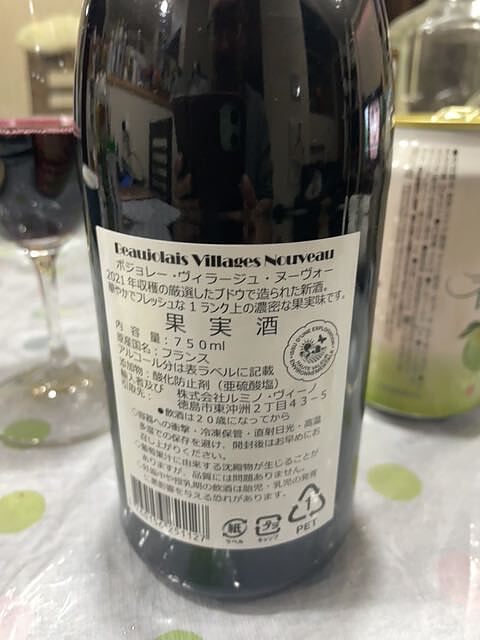 Beaujolais Villages Nouveau
ボジョレー・ヴィラージュ・ヌーヴォー
2021年収穫の厳選したブドウで造られた新酒。
華やかでフレッシュな1ランク上の濃密な果実味です。
果実酒
内容量:750ml
原産国名:フランス
アルコール分は表ラベルに記載
添加物:酸化防止剤(亜硫酸塩)
輸入者及び 株式会社ルミノ・ヴィーノ
引取先: 徳島市東沖洲2丁目43-5
●飲酒は20歳になってから
◇容器への衝撃・冷凍保管・直射日光・高温
多湿での保存を避け、開封後はお早めにお
召し上がりください。
◇葡萄果汁に由来する沈殿物が生じることが
ありますが、品質には問題ありません。
◇妊娠中や授乳期の飲酒は胎児・乳児の発育
に悪影響を与える恐れがあります。
紙
ラベル
プラ
キャップ
1
PET